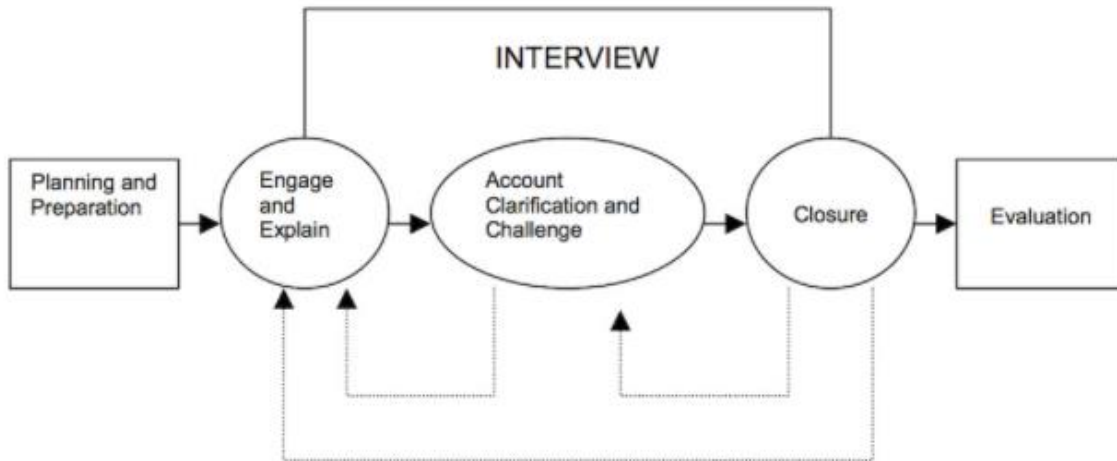 INTERVIEW
Planning and
Preparation
Engage
and
Explain
Account
Clarification and
Challenge
Closure
Evaluation